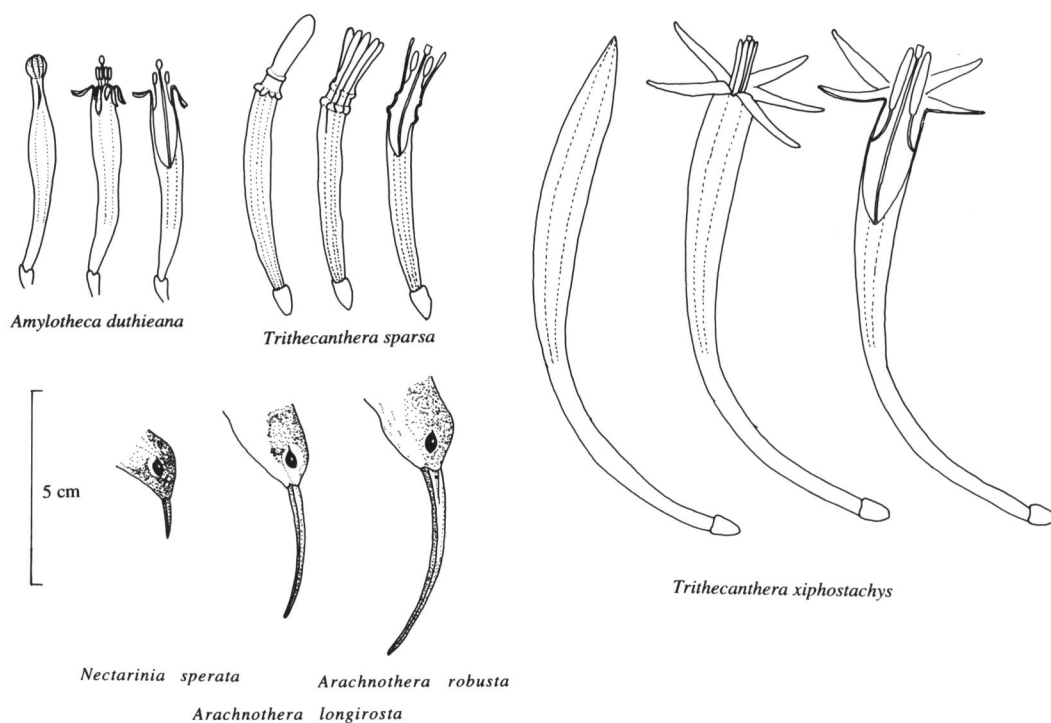 Amylotheca duthieana
Trithecanthera sparsa
5 cm
Trithecanthera xiphostachys
Nectarinia sperata
Arachnothera robusta
Arachnothera longirosta